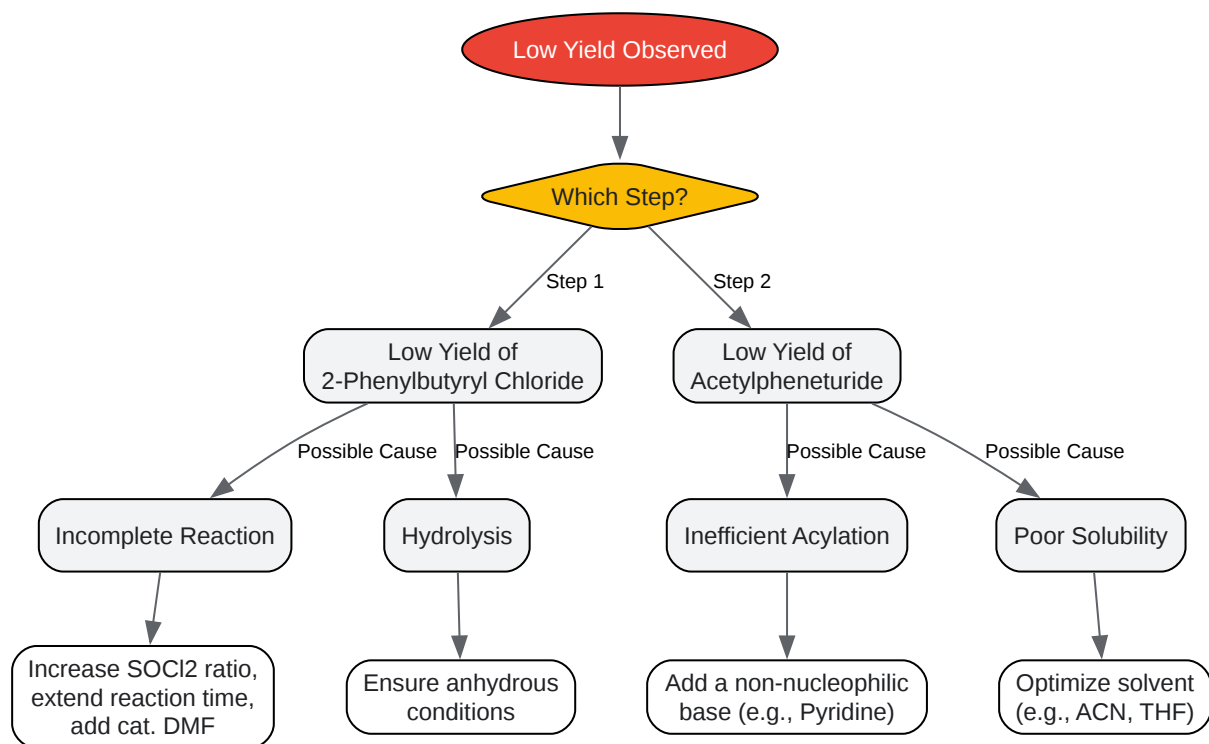 Low Yield Observed
Which Step?
Step 1
Step 2
Low Yield of
2-Phenylbutyryl Chloride
Low Yield of
Acetylpheneturide
Possible Cause
Possible Cause
Possible Cause
Possible Cause
Incomplete Reaction
Hydrolysis
Inefficient Acylation
Poor Solubility
Increase SOCl2 ratio,
extend reaction time,
add cat. DMF
Ensure anhydrous
conditions
Add a non-nucleophilic
base (e.g., Pyridine)
Optimize solvent
(e.g., ACN, THF)